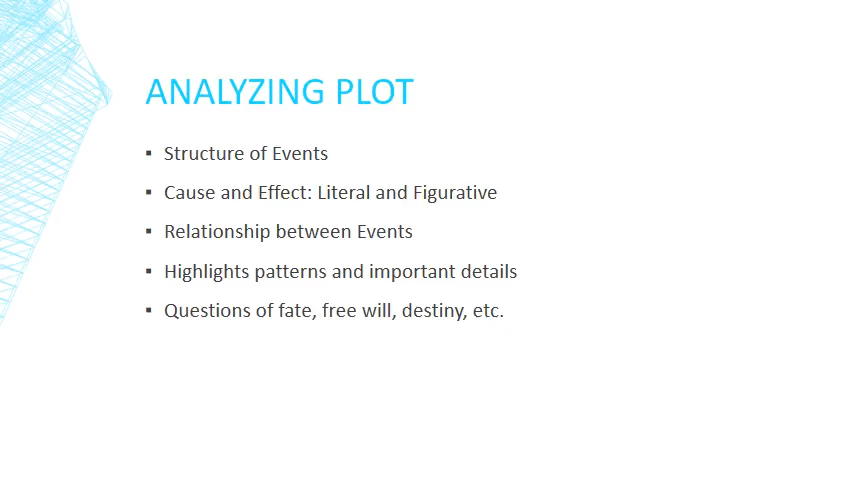 ANALYZING PLOT
▪ Structure of Events
▪ Cause and Effect: Literal and Figurative
▪ Relationship between Events
▪ Highlights patterns and important details
▪ Questions of fate, free will, destiny, etc.